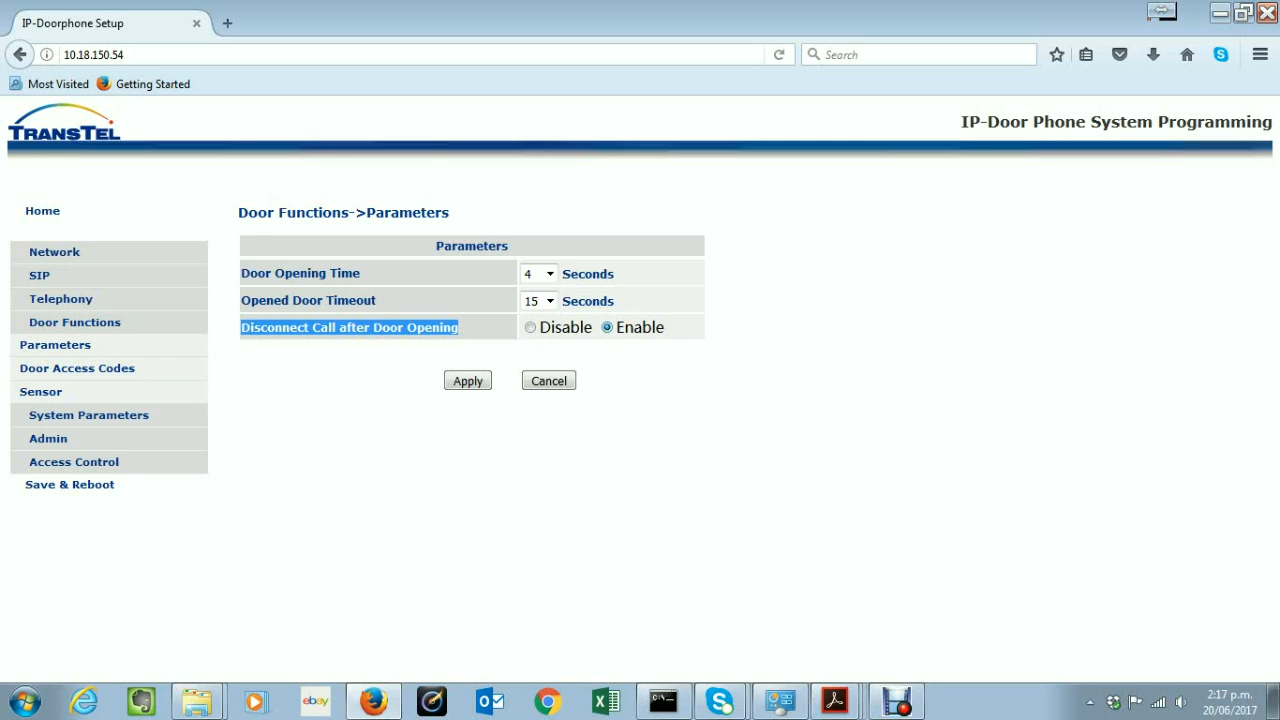 IP-Doorphone Setup
10.18.150.54
Search
Most Visited
Getting Started
TRANSTEL
IP-Door Phone System Programming
Home
Network
SIP
Telephony
Door Functions
Parameters
Door Access Codes
Sensor
System Parameters
Admin
Access Control
Save & Reboot
Door Functions->Parameters
Parameters
Door Opening Time 4 Seconds
Opened Door Timeout 15 Seconds
Disconnect Call after Door Opening Disable Enable
Apply Cancel
ebay
C:\.
2:17 p.m.
20/06/2017